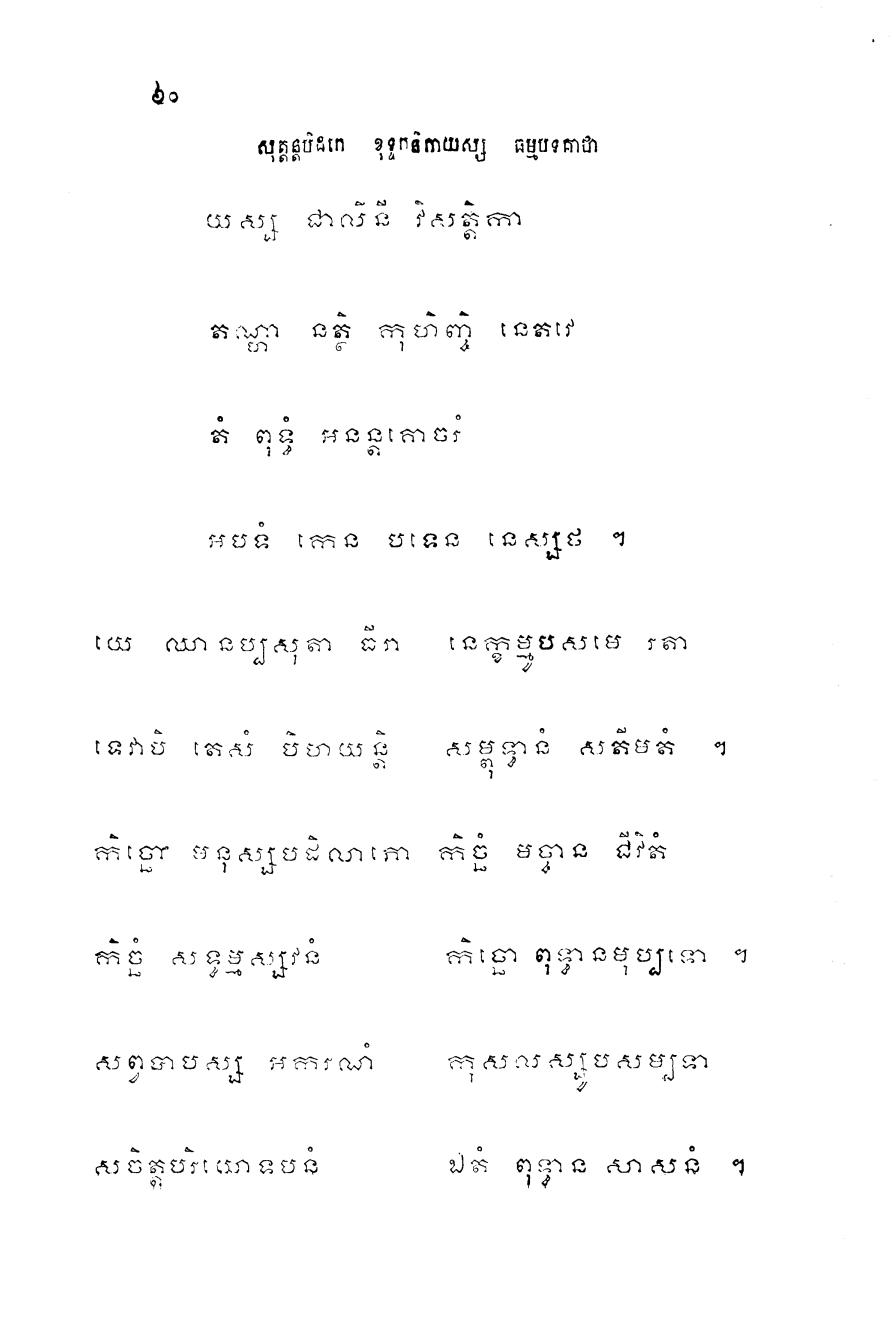 ៦០
សុត្តន្តបិដកេ ខុទ្ទកនិកាយស្ស ធម្មបទគាថា
យស្ស ជាលិនី វិសត្តិកា
តណ្ហា នត្ថិ កុហិញ្ចិ នេតវេ
តំ ពុទ្ធំ អនន្តគោចរំ
អបទំ កេន បទេន នេស្សថ ។
យេ ឈានប្បសុតា ធីរា នេក្ខម្មូបសមេ រតា
ទេវាបិ តេសំ បិហយន្តិ សម្ពុទ្ធានំ សតីមតំ ។
កិច្ឆោ មនុស្សបដិលាភោ កិច្ឆំ មច្ចាន ជីវិតំ
កិច្ឆំ សទ្ធម្មស្សវនំ កិច្ឆោ ពុទ្ធានមុប្បាទោ ។
សព្វបាបស្ស អករណំ កុសលស្សូបសម្បទា
សចិត្តបរិយោទបនំ ឯតំ ពុទ្ធាន សាសនំ ។